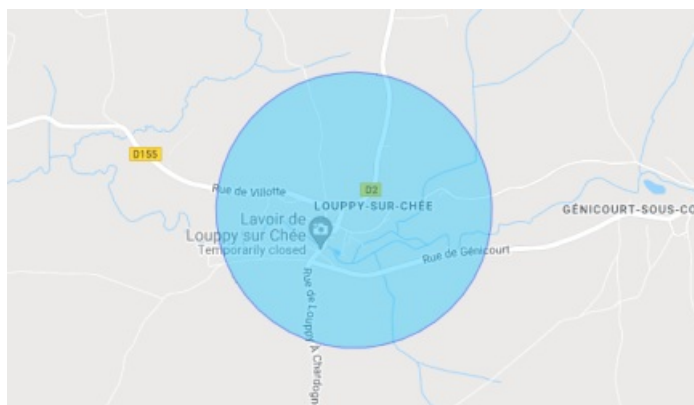 D155
Rue de Villotte
D2
LOUPPY-SUR-CHÉE
GÉNICOURT-SOUS-CO
Lavoir de
Louppy sur Chée
Temporarily closed
Rue de Génicourt
Rue de Louppy À Chardogne